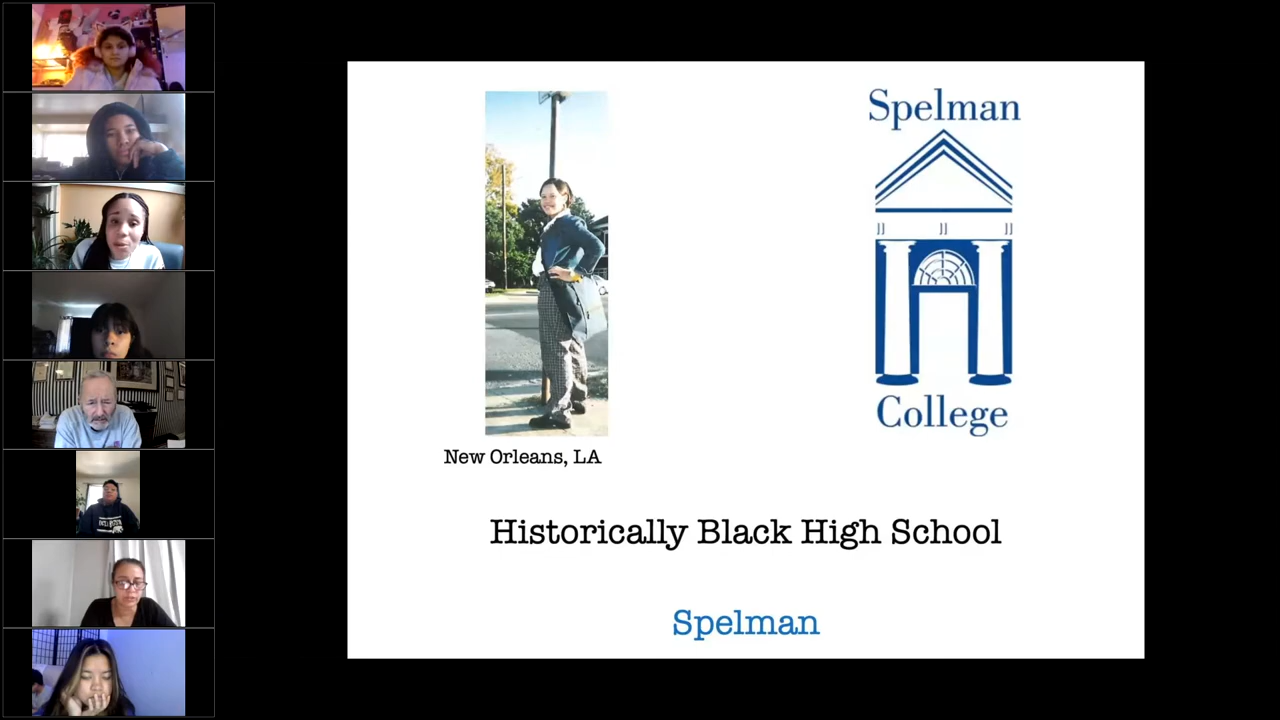 Spelman
College
New Orleans, LA
Historically Black High School
Spelman